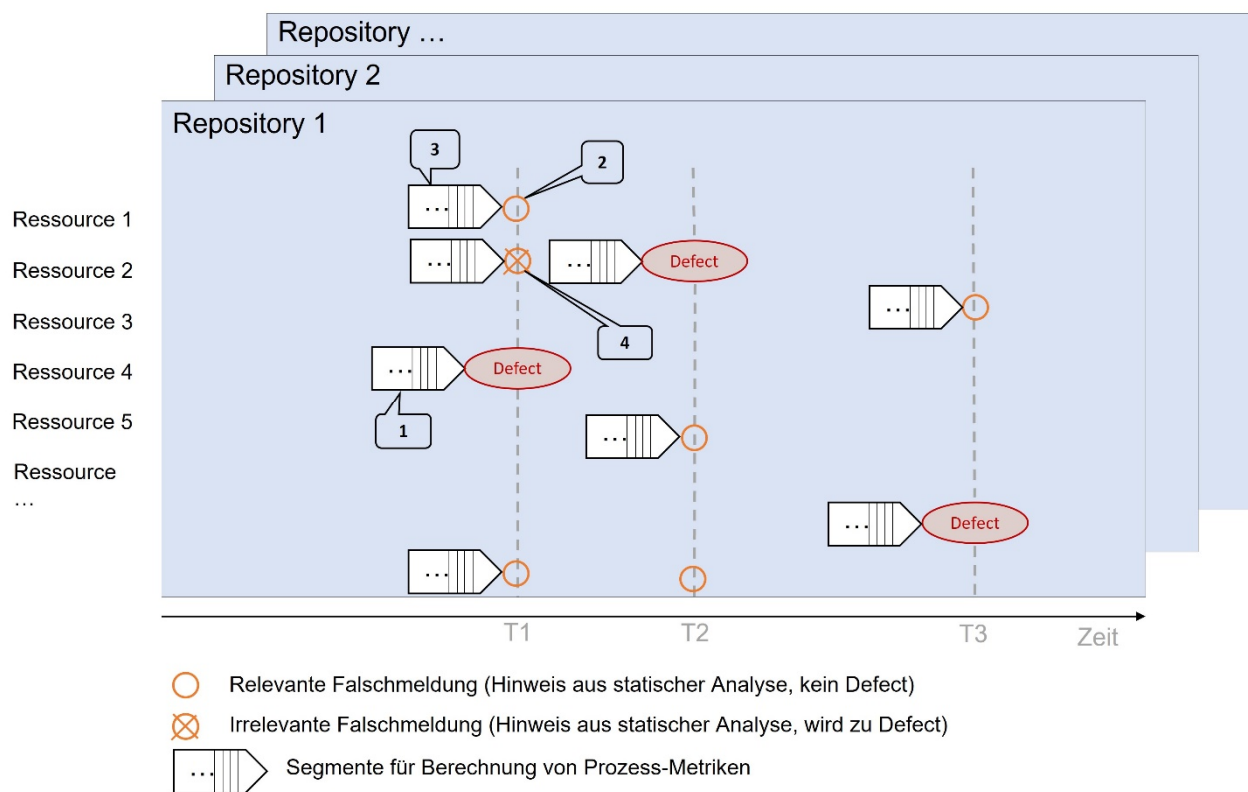 Repository …
Repository 2
Repository 1
3
2
Ressource 1
...
Ressource 2
...
...
Defect
Ressource 3
...
4
Ressource 4
...
Defect
Ressource 5
1
...
Ressource
…
...
Defect
...
T1
T2
T3
Zeit
Relevante Falschmeldung (Hinweis aus statischer Analyse, kein Defect)
Irrelevante Falschmeldung (Hinweis aus statischer Analyse, wird zu Defect)
...
Segmente für Berechnung von Prozess-Metriken